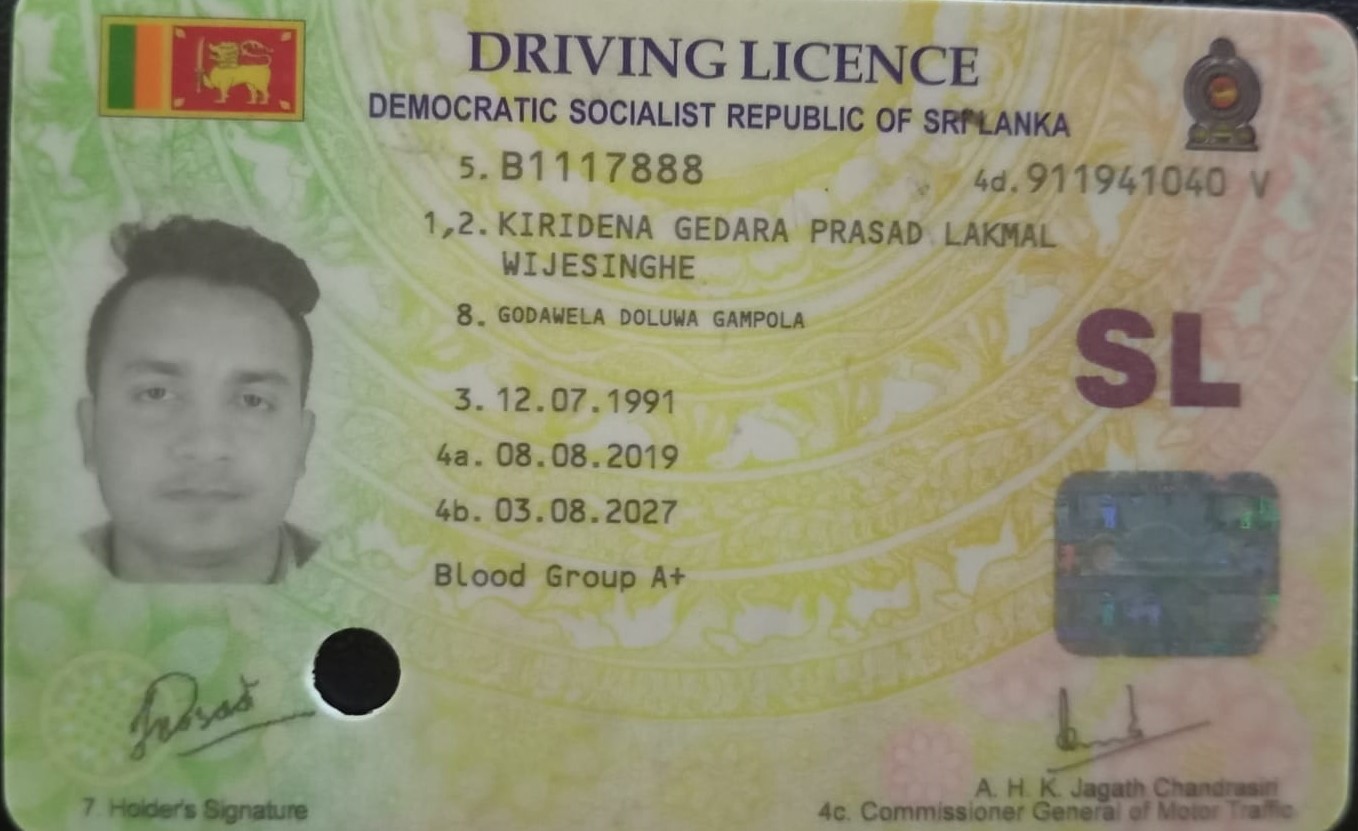 DRIVING LICENCE
DEMOCRATIC SOCIALIST REPUBLIC OF SRI LANKA
5. B1117888
4d. 911941040 V
1,2. KIRIDENA GEDARA PRASAD LAKMAL
WIJESINGHE
8. GODAWELA DOLUWA GAMPOLA
SL
3. 12.07.1991
4a. 08.08.2019
4b. 03.08.2027
Blood Group A+
Prasad
7. Holder's Signature
A. H. K. Jagath Chandrasiri
4c. Commissioner General of Motor Traffic